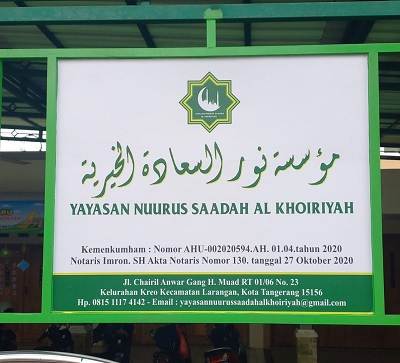 مؤسسة نور السعادة الخيرية
YAYASAN NUURUS SAADAH AL KHOIRIYAH
Kemenkumham : Nomor AHU-002020594.AH. 01.04.tahun 2020
Notaris Imron. SH Akta Notaris Nomor 130. tanggal 27 Oktober 2020
Jl. Chairil Anwar Gang H. Muad RT 01/06 No. 23
Kelurahan Kreo Kecamatan Larangan, Kota Tangerang 15156
Hp. 0815 1117 4142 - Email : yayasannuurussaadahalkhoiriyah@gmail.com